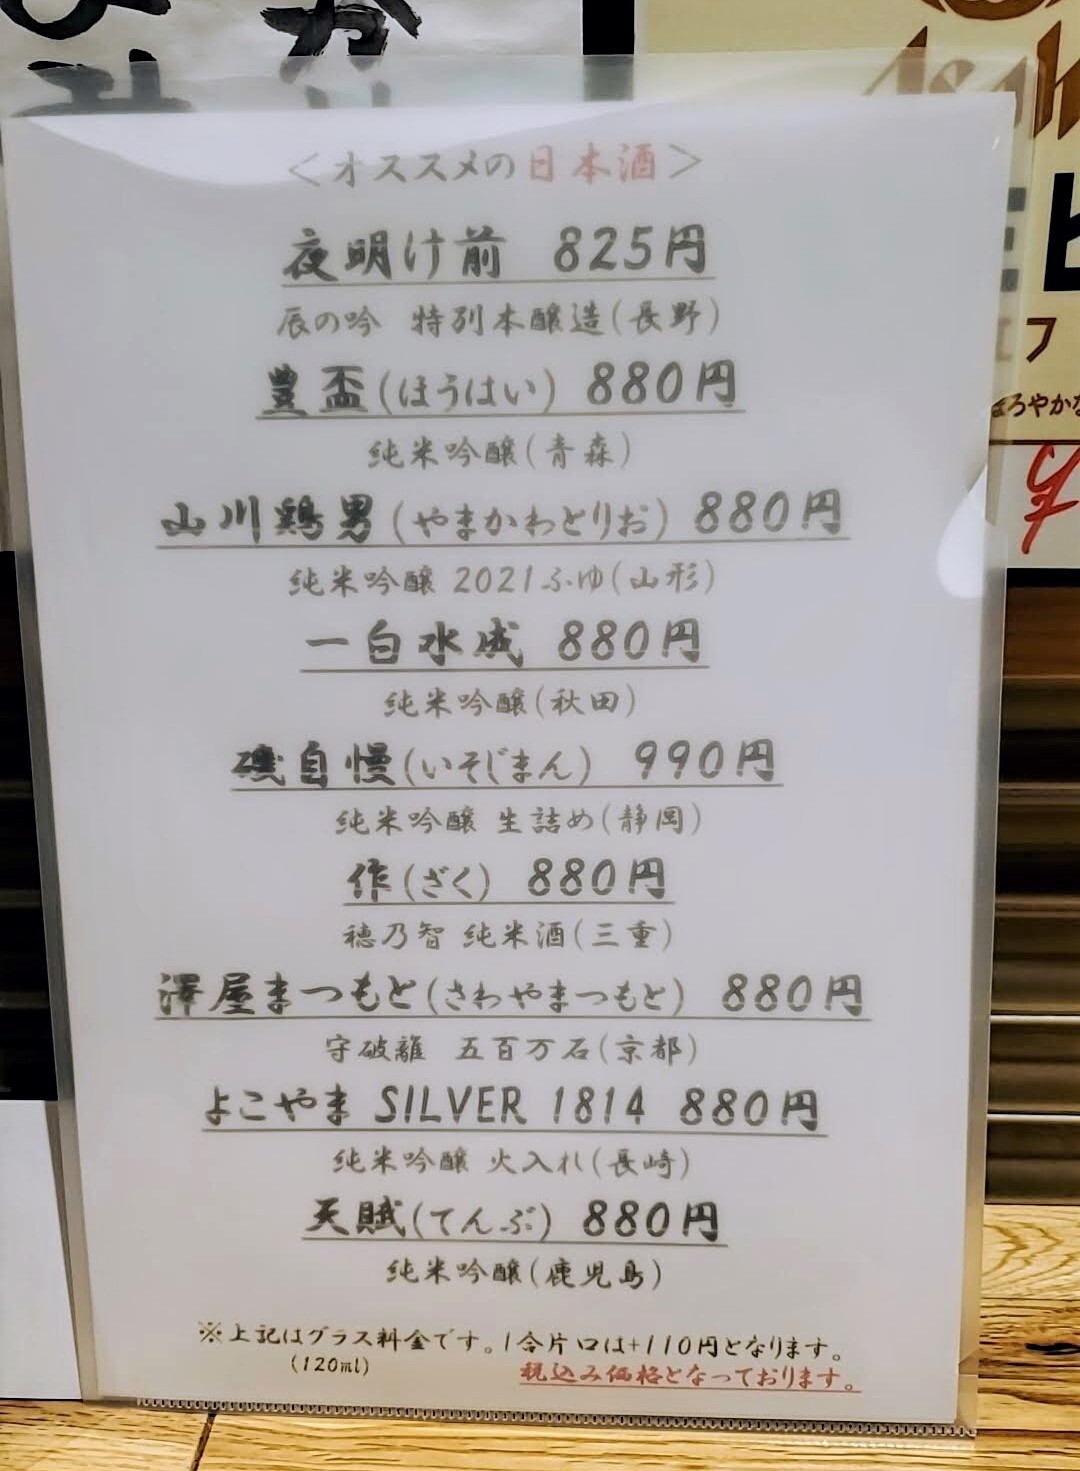 Asahi
<オススメの日本酒>
夜明け前 825円
辰の吟 特別本醸造(長野)
豊盃(ほうはい) 880円
純米吟醸(青森)
山川鶏男(やまかわとりお) 880円
純米吟醸 2021ふゆ(山形)
一白水成 880円
純米吟醸(秋田)
磯自慢(いそじまん) 990円
純米吟醸 生詰め(静岡)
作(ざく) 880円
穂乃智 純米酒(三重)
澤屋まつもと(さわやまつもと) 880円
守破離 五百万石(京都)
よこやま SILVER 1814 880円
純米吟醸 火入れ(長崎)
天賦(てんぶ) 880円
純米吟醸(鹿児島)
※上記はグラス料金です。1合片口は+110円となります。
(120ml)
税込み価格となっております。
まろやかな
¥